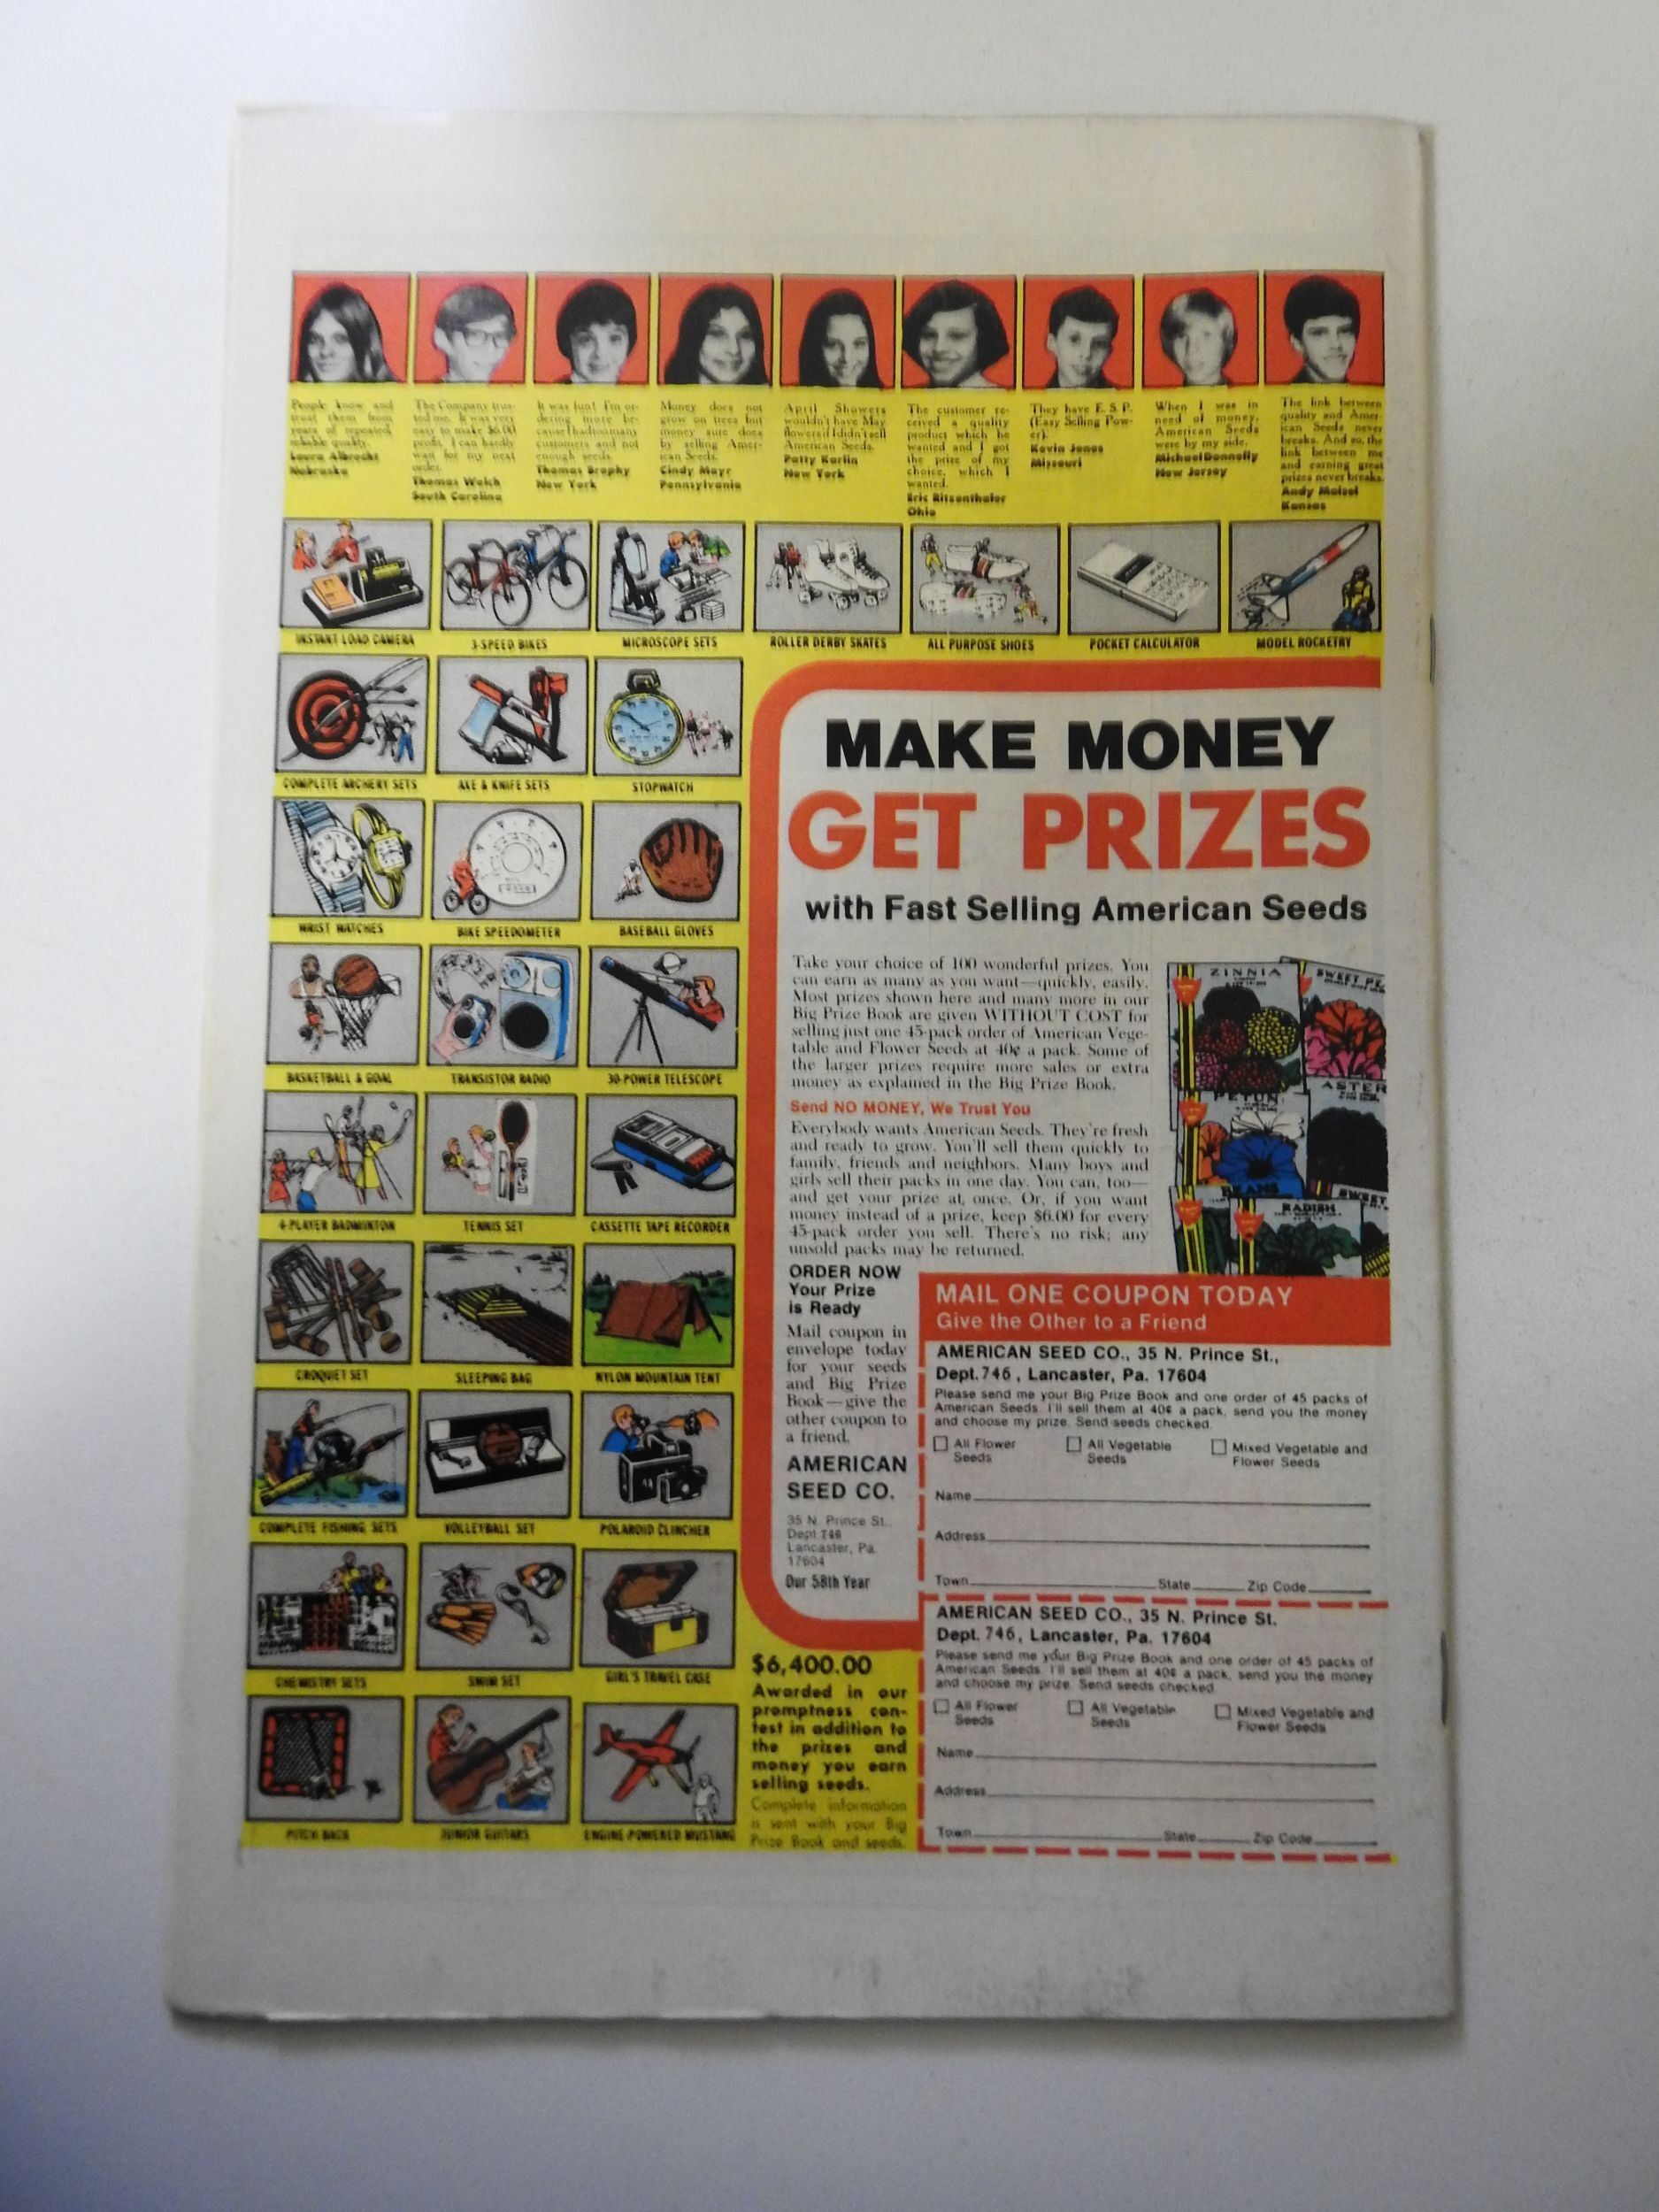 People know and
trust them from
years of repeated
reliable quality.
Laura Albrecht
Nebraska
The Company trus-
ted me. It was very
easy to make $6.00
profit. I can hardly
wait for my next
order.
Thomas Welch
South Carolina
It was fun! I'm or-
dering more be-
cause I had so many
customers and not
enough seeds.
Thomas Brophy
New York
Money does not
grow on trees but
money sure does
by selling Amer-
ican Seeds.
Cindy Mayr
Pennsylvania
April Showers
wouldn't have May
flowers if I didn't sell
American Seeds.
Patty Karlin
New York
The customer re-
ceived a quality
product which he
wanted and I got
the prize of my
choice, which I
wanted.
Eric Ritsenthaler
Ohio
They have E. S. P.
(Easy Selling Pow-
er).
Kevin Jones
Missouri
When I was in
need of money,
American Seeds
were by my side.
Michael Donnelly
New Jersey
The link between
quality and Amer-
ican Seeds never
breaks. And so, the
link between me
and earning great
prizes never breaks.
Andy Maisel
Kansas
INSTANT LOAD CAMERA
3-SPEED BIKES
MICROSCOPE SETS
ROLLER DERBY SKATES
ALL PURPOSE SHOES
POCKET CALCULATOR
MODEL ROCKETRY
COMPLETE ARCHERY SETS
AXE & KNIFE SETS
STOPWATCH
WRIST WATCHES
BIKE SPEEDOMETER
BASEBALL GLOVES
BASKETBALL & GOAL
TRANSISTOR RADIO
30-POWER TELESCOPE
4-PLAYER BADMINTON
TENNIS SET
CASSETTE TAPE RECORDER
CROQUET SET
SLEEPING BAG
NYLON MOUNTAIN TENT
COMPLETE FISHING SETS
VOLLEYBALL SET
POLAROID CLINCHER
CHEMISTRY SETS
SWIM SET
GIRL'S TRAVEL CASE
PITCH BACK
JUNIOR GUITARS
ENGINE-POWERED MUSTANG
MAKE MONEY
GET PRIZES
with Fast Selling American Seeds
Take your choice of 100 wonderful prizes. You
can earn as many as you want—quickly, easily.
Most prizes shown here and many more in our
Big Prize Book are given WITHOUT COST for
selling just one 45-pack order of American Vege-
table and Flower Seeds at 40¢ a pack. Some of
the larger prizes require more sales or extra
money as explained in the Big Prize Book.
Send NO MONEY, We Trust You
Everybody wants American Seeds. They're fresh
and ready to grow. You'll sell them quickly to
family, friends and neighbors. Many boys and
girls sell their packs in one day. You can, too—
and get your prize at once. Or, if you want
money instead of a prize, keep $6.00 for every
45-pack order you sell. There's no risk; any
unsold packs may be returned.
ZINNIA
SWEET PE
ASTER
PETUN
BEANS
SWEET
RADISH
ORDER NOW
Your Prize
is Ready
Mail coupon in
envelope today
for your seeds
and Big Prize
Book—give the
other coupon to
a friend.
AMERICAN
SEED CO.
35 N. Prince St.
Dept 746
Lancaster, Pa.
17604
Our 58th Year
$6,400.00
Awarded in our
promptness con-
test in addition to
the prizes and
money you earn
selling seeds.
Complete information
is sent with your Big
Prize Book and seeds.
MAIL ONE COUPON TODAY
Give the Other to a Friend
AMERICAN SEED CO., 35 N. Prince St.,
Dept. 746, Lancaster, Pa. 17604
Please send me your Big Prize Book and one order of 45 packs of
American Seeds. I'll sell them at 40¢ a pack, send you the money
and choose my prize. Send seeds checked.
All Flower Seeds
All Vegetable Seeds
Mixed Vegetable and Flower Seeds
Name
Address
Town State Zip Code
AMERICAN SEED CO., 35 N. Prince St.
Dept. 746, Lancaster, Pa. 17604
Please send me your Big Prize Book and one order of 45 packs of
American Seeds. I'll sell them at 40¢ a pack, send you the money
and choose my prize. Send seeds checked.
All Flower Seeds
All Vegetable Seeds
Mixed Vegetable and Flower Seeds
Name
Address
Town State Zip Code